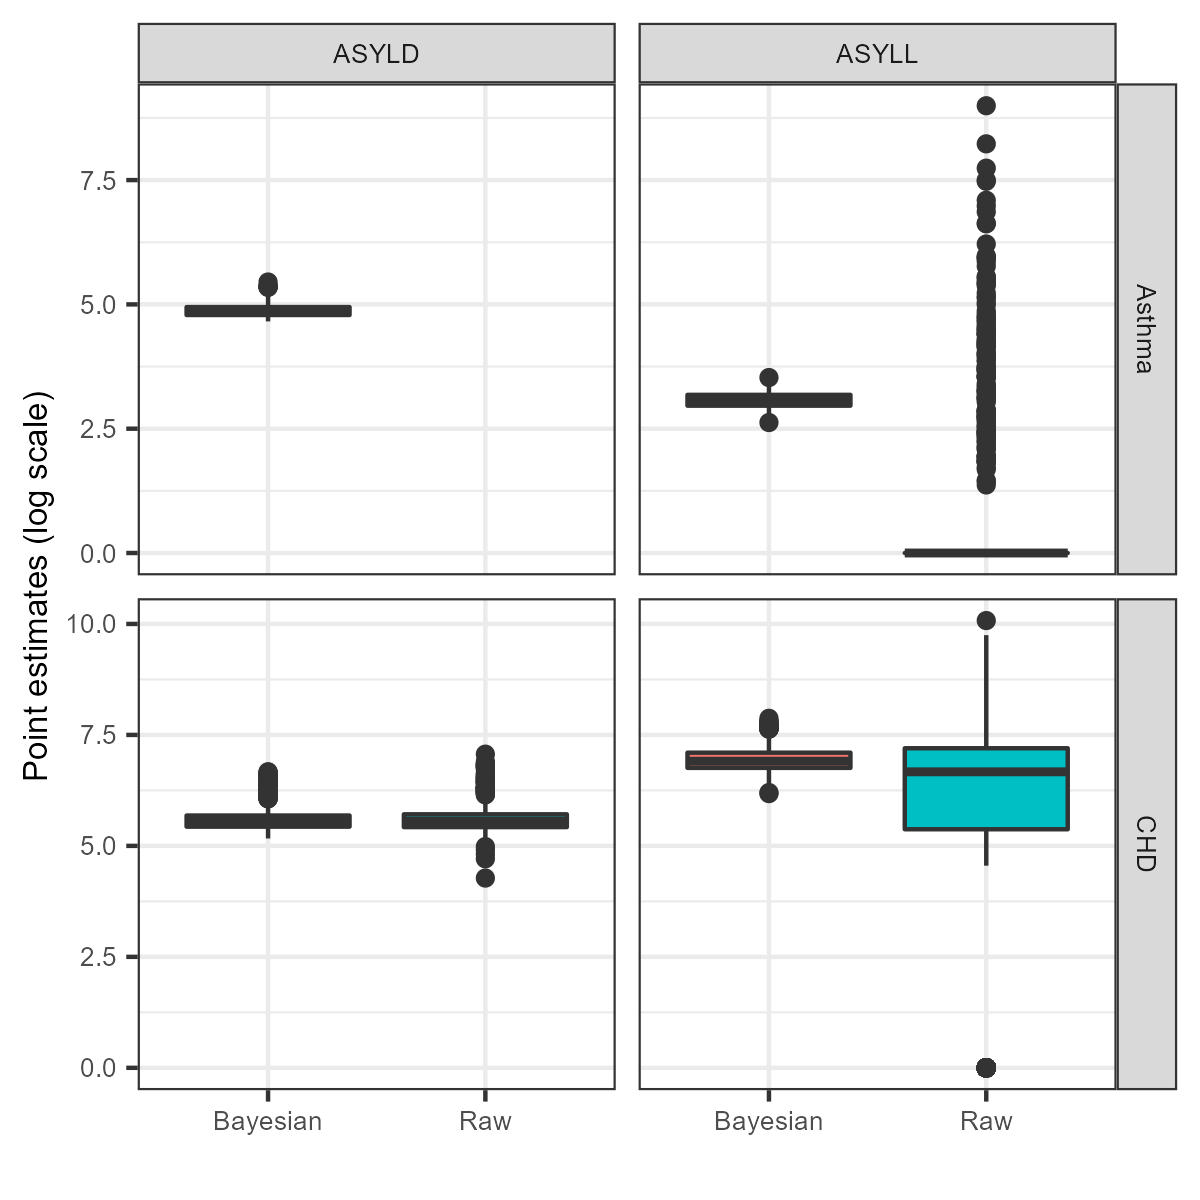 ASYLD
ASYLL
Point estimates (log scale)
7.5
5.0
2.5
0.0
Asthma
10.0
7.5
5.0
2.5
0.0
CHD
Bayesian
Raw
Bayesian
Raw